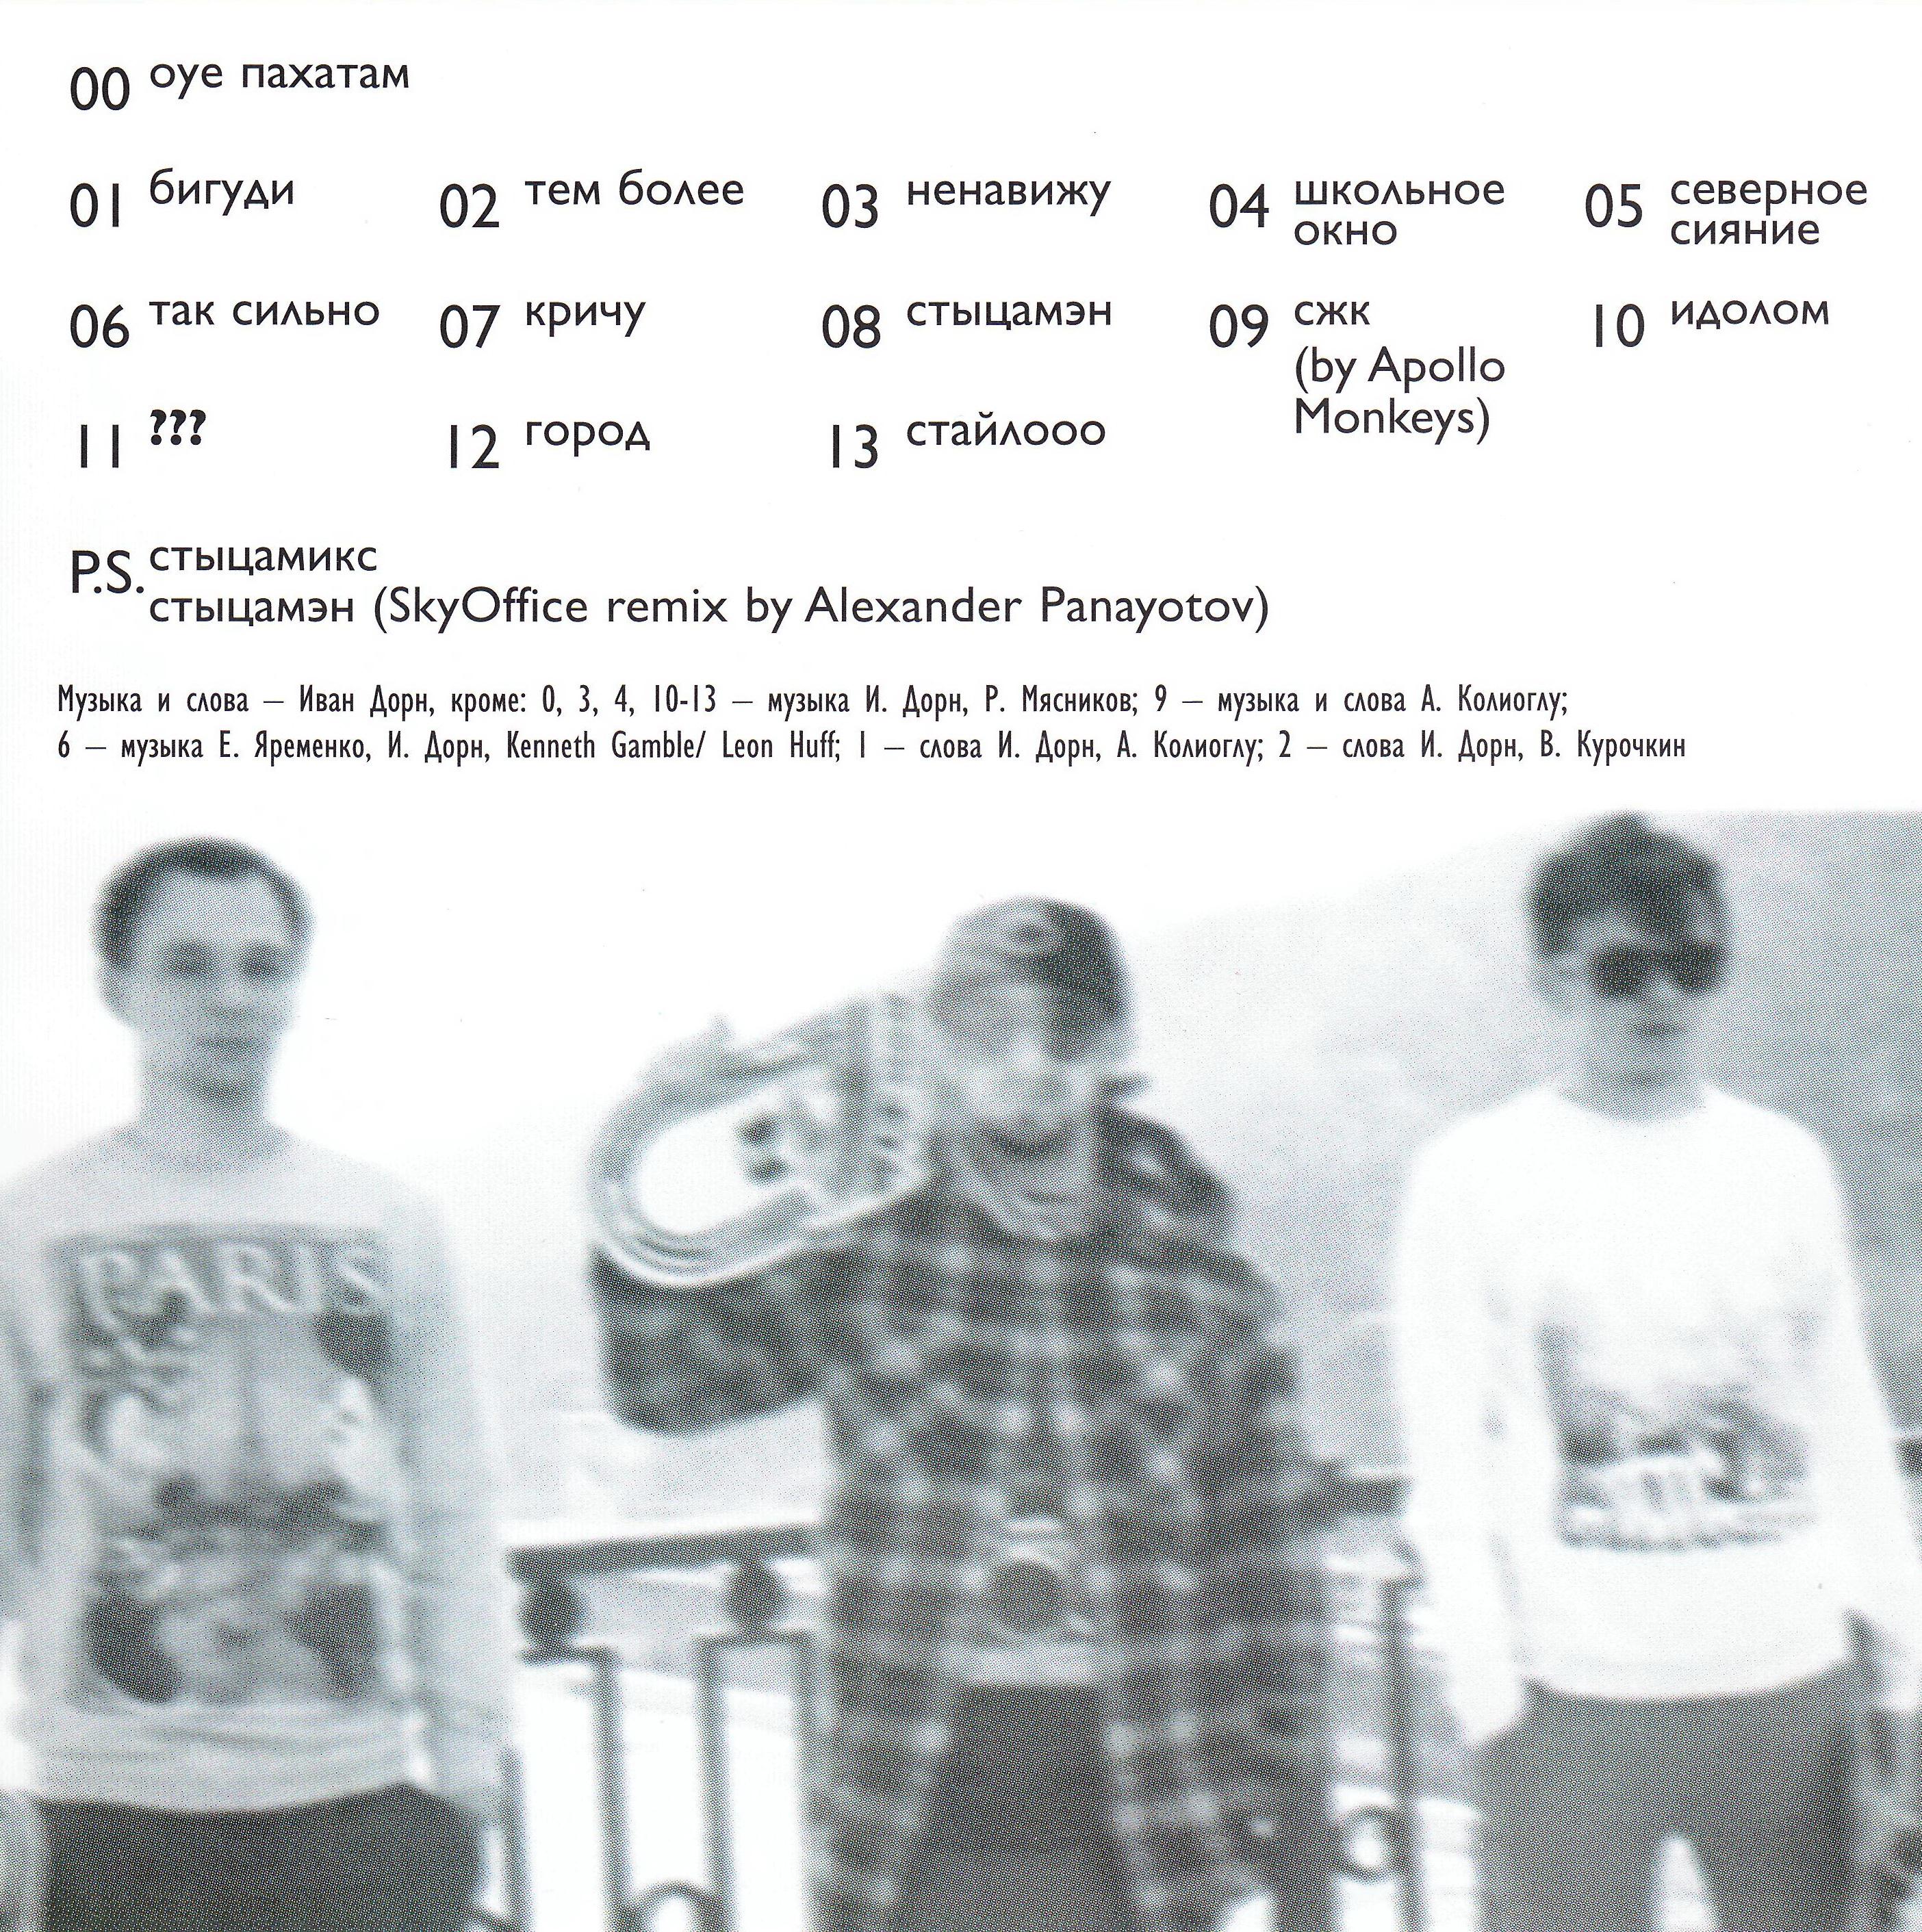 00 оуе пахатам
01 бигуди 02 тем более 03 ненавижу 04 школьное окно 05 северное сияние
06 так сильно 07 кричу 08 стыцамэн 09 сжк (by Apollo Monkeys) 10 идолом
11 ??? 12 город 13 стайлооо
P.S. стыцамикс
стыцамэн (SkyOffice remix by Alexander Panayotov)
Музыка и слова – Иван Дорн, кроме: 0, 3, 4, 10-13 – музыка И. Дорн, Р. Мясников; 9 – музыка и слова А. Колиоглу;
6 – музыка Е. Яременко, И. Дорн, Kenneth Gamble/ Leon Huff; 1 – слова И. Дорн, А. Колиоглу; 2 – слова И. Дорн, В. Курочкин
PARIS